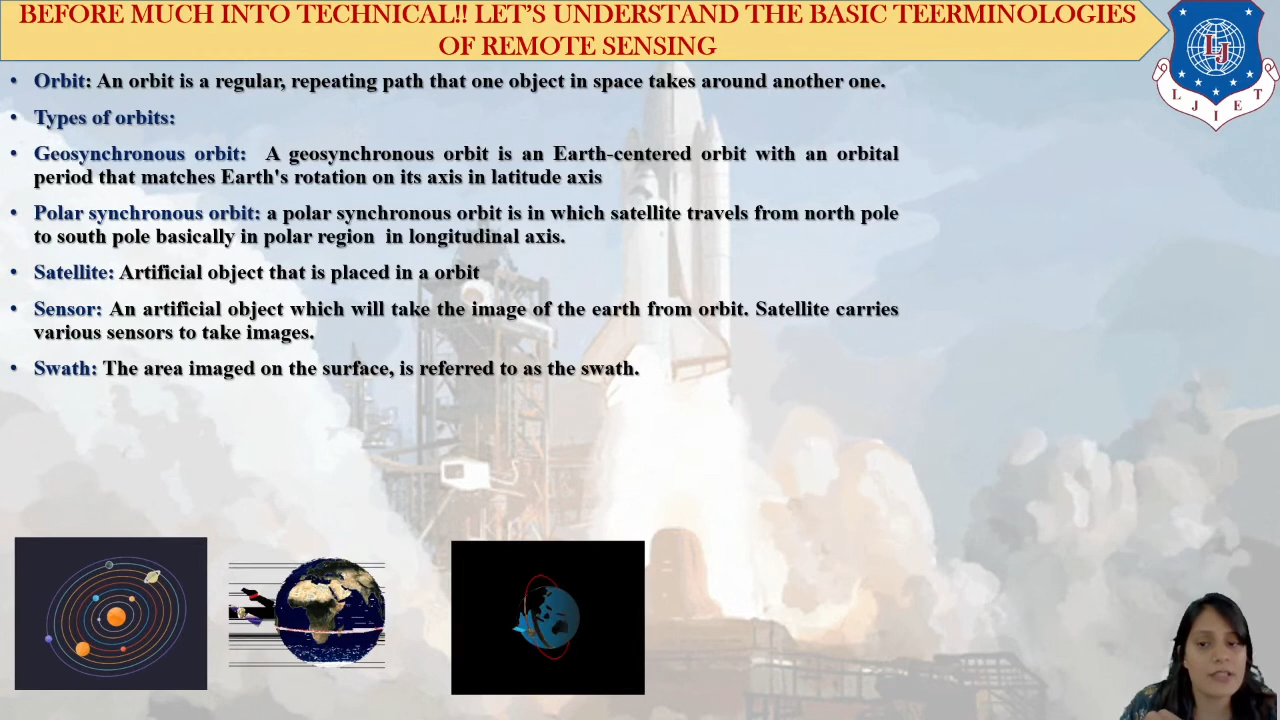 BEFORE MUCH INTO TECHNICAL!! LET'S UNDERSTAND THE BASIC TEERMINOLOGIES
OF REMOTE SENSING
• Orbit: An orbit is a regular, repeating path that one object in space takes around another one.
• Types of orbits:
• Geosynchronous orbit: A geosynchronous orbit is an Earth-centered orbit with an orbital
period that matches Earth's rotation on its axis in latitude axis
• Polar synchronous orbit: a polar synchronous orbit is in which satellite travels from north pole
to south pole basically in polar region in longitudinal axis.
• Satellite: Artificial object that is placed in a orbit
• Sensor: An artificial object which will take the image of the earth from orbit. Satellite carries
various sensors to take images.
• Swath: The area imaged on the surface, is referred to as the swath.
LJ
L J I E T